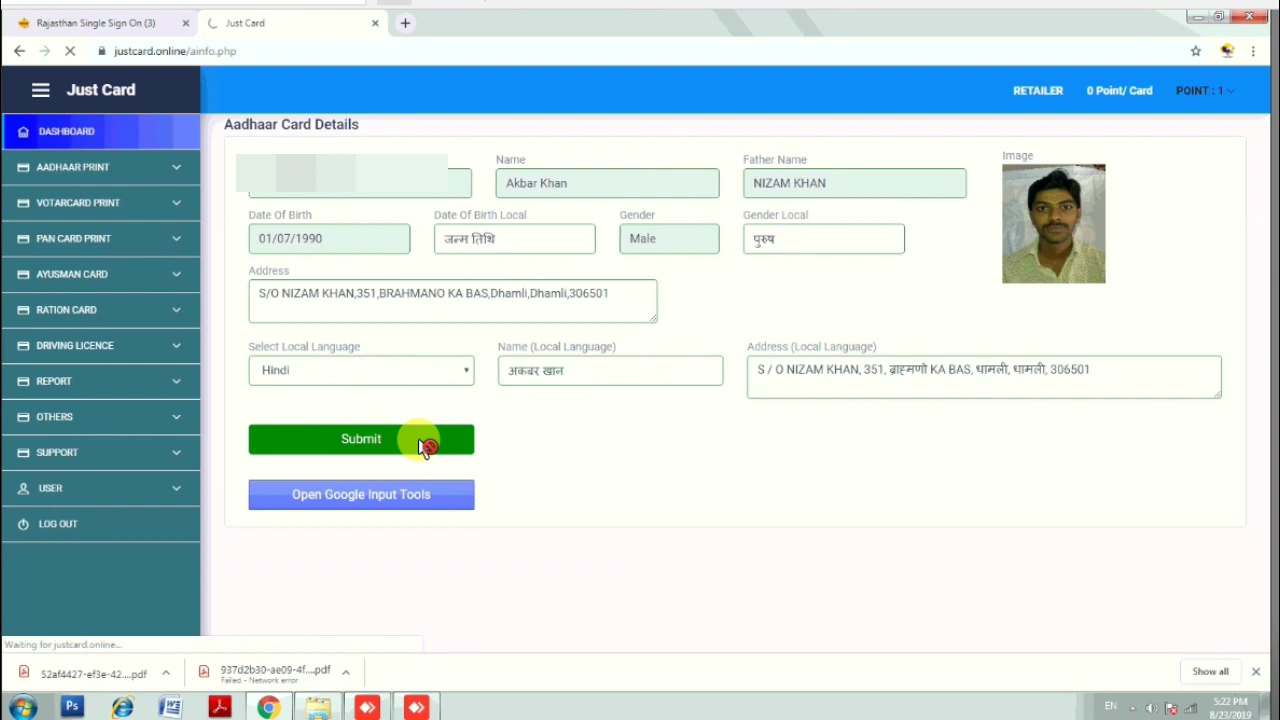 Rajasthan Single Sign On (3)
Just Card
justcard.online/ainfo.php
Just Card
RETAILER
0 Point/ Card
POINT : 1
DASHBOARD
AADHAAR PRINT
VOTARCARD PRINT
PAN CARD PRINT
AYUSMAN CARD
RATION CARD
DRIVING LICENCE
REPORT
OTHERS
SUPPORT
USER
LOG OUT
Aadhaar Card Details
Name
Father Name
Image
Akbar Khan
NIZAM KHAN
Date Of Birth
Date Of Birth Local
Gender
Gender Local
01/07/1990
जन्म तिथि
Male
पुरुष
Address
S/O NIZAM KHAN,351,BRAHMANO KA BAS,Dhamli,Dhamli,306501
Select Local Language
Name (Local Language)
Address (Local Language)
Hindi
अकबर खान
S / O NIZAM KHAN, 351, ब्राह्मणो KA BAS, धामली, धामली, 306501
Submit
Open Google Input Tools
Waiting for justcard.online...
52af4427-ef3e-42....pdf
937d2b30-ae09-4f....pdf
Failed - Network error
Show all
Ps
EN
5:22 PM
8/23/2019